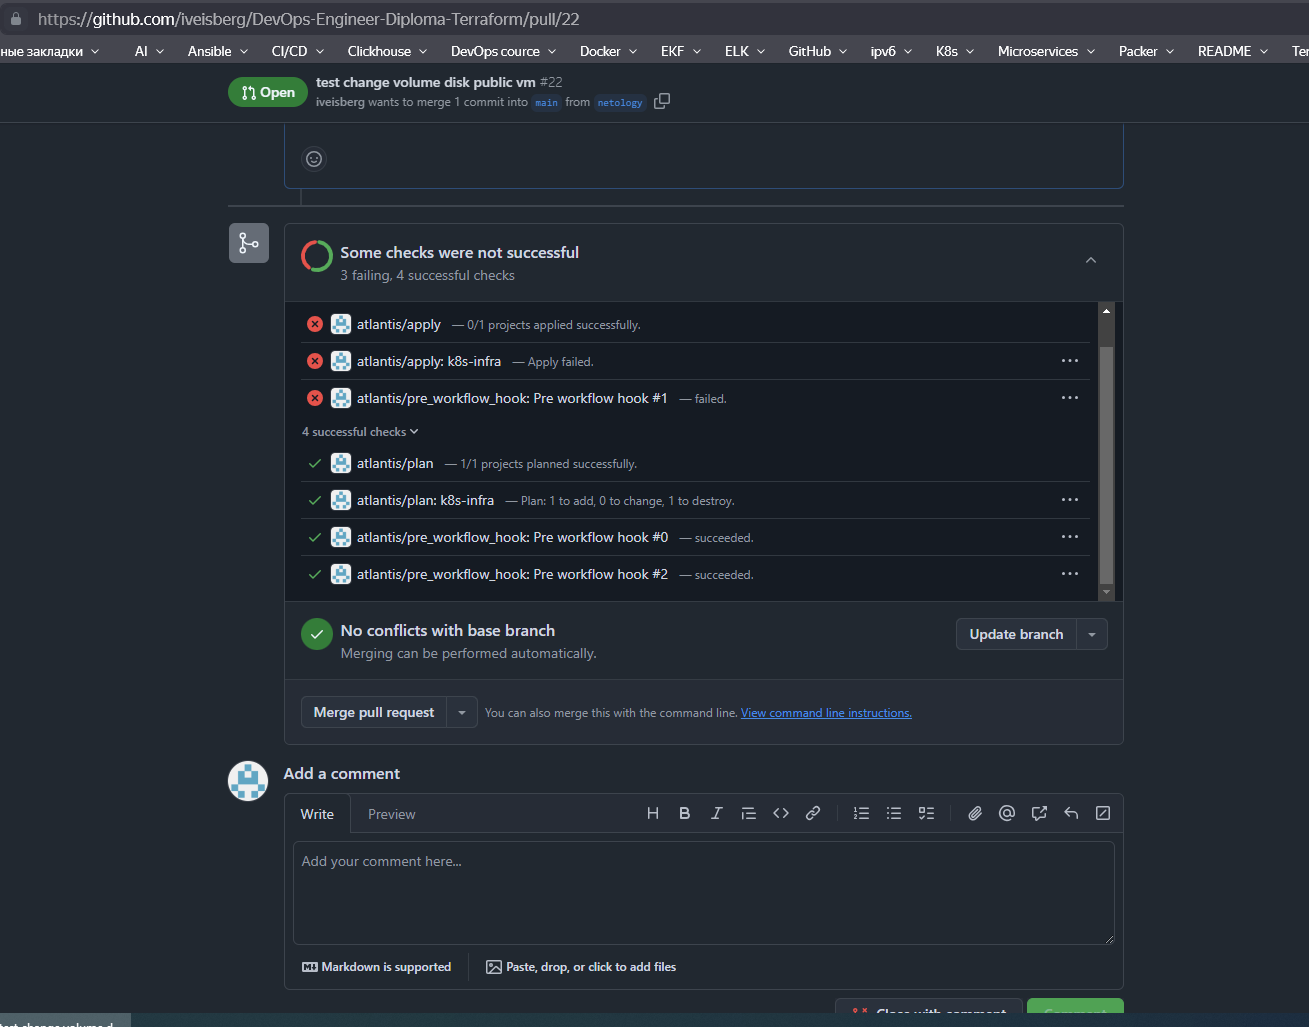 https://github.com/iveisberg/DevOps-Engineer-Diploma-Terraform/pull/22
ные закладки AI Ansible CI/CD Clickhouse DevOps cource Docker EKF ELK GitHub ipv6 K8s Microservices Packer README Ter
Open
test change volume disk public vm #22
iveisberg wants to merge 1 commit into main from netology
Some checks were not successful
3 failing, 4 successful checks
atlantis/apply — 0/1 projects applied successfully.
atlantis/apply: k8s-infra — Apply failed.
atlantis/pre_workflow_hook: Pre workflow hook #1 — failed.
4 successful checks
atlantis/plan — 1/1 projects planned successfully.
atlantis/plan: k8s-infra — Plan: 1 to add, 0 to change, 1 to destroy.
atlantis/pre_workflow_hook: Pre workflow hook #0 — succeeded.
atlantis/pre_workflow_hook: Pre workflow hook #2 — succeeded.
No conflicts with base branch
Merging can be performed automatically.
Update branch
Merge pull request
You can also merge this with the command line. View command line instructions.
Add a comment
Write Preview
Add your comment here...
Markdown is supported
Paste, drop, or click to add files
Close with comment
Comment